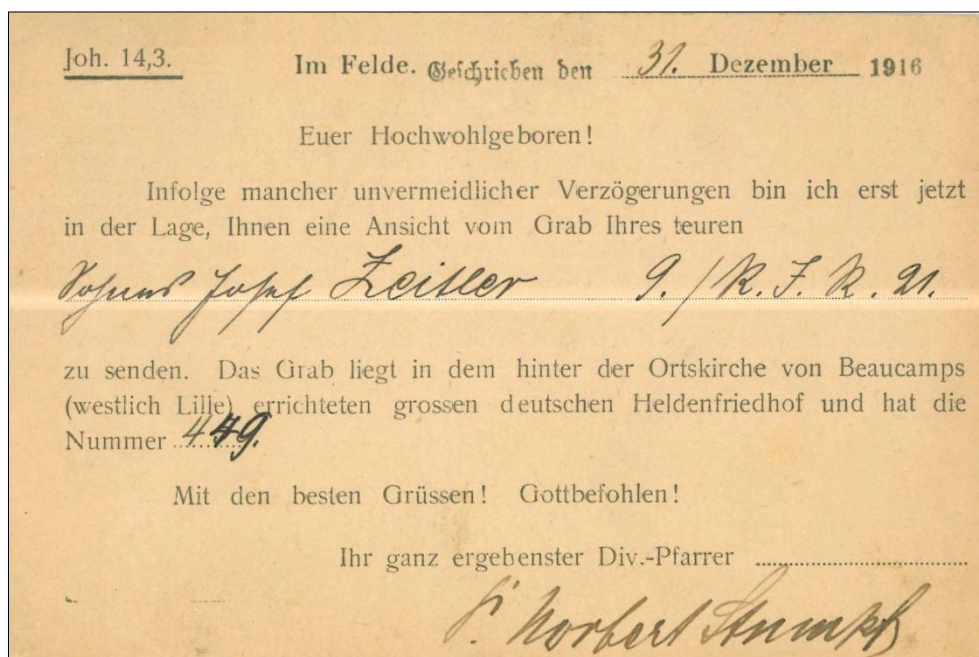 Joh. 14,3.
Im Felde. Geschrieben den 31. Dezember 1916
Euer Hochwohlgeboren!
Infolge mancher unvermeidlicher Verzögerungen bin ich erst jetzt
in der Lage, Ihnen eine Ansicht vom Grab Ihres teuren
Sohnes Josef Zeitler 9./R.I.R. 21.
zu senden. Das Grab liegt in dem hinter der Ortskirche von Beaucamps
(westlich Lille) errichteten grossen deutschen Heldenfriedhof und hat die
Nummer 449.
Mit den besten Grüssen! Gottbefohlen!
Ihr ganz ergebenster Div.-Pfarrer
P. Norbert Stumpf